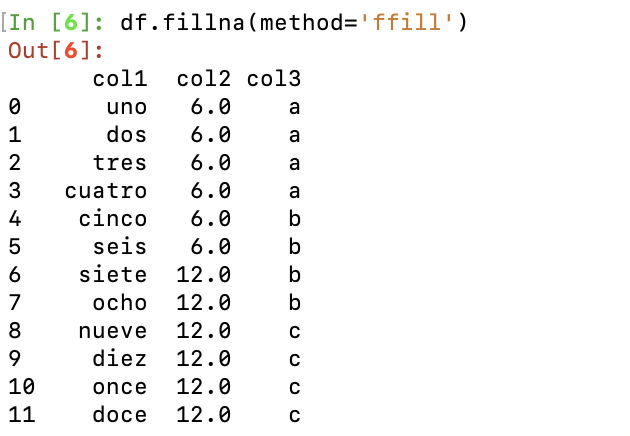 In [6]: df.fillna(method='ffill')
Out[6]:
col1 col2 col3
0 uno 6.0 a
1 dos 6.0 a
2 tres 6.0 a
3 cuatro 6.0 a
4 cinco 6.0 b
5 seis 6.0 b
6 siete 12.0 b
7 ocho 12.0 b
8 nueve 12.0 c
9 diez 12.0 c
10 once 12.0 c
11 doce 12.0 c